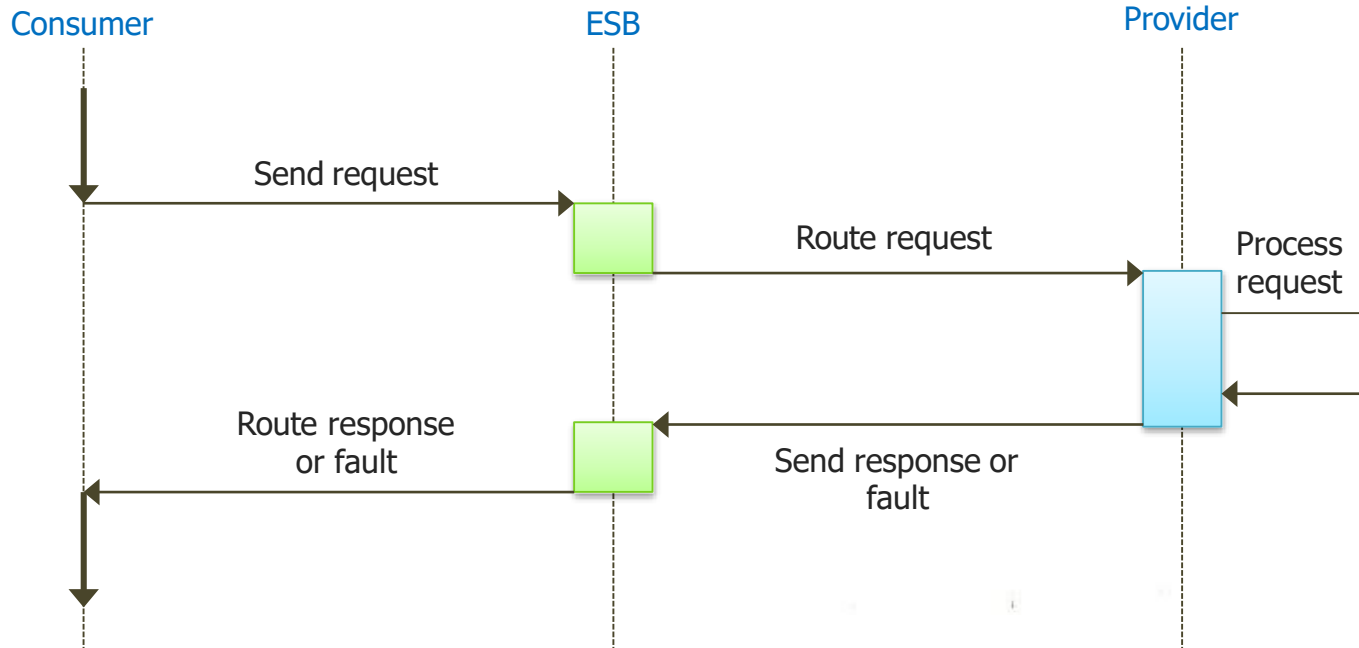 Consumer
ESB
Provider
Send request
Route request
Process
request
Route response
or fault
Send response or
fault